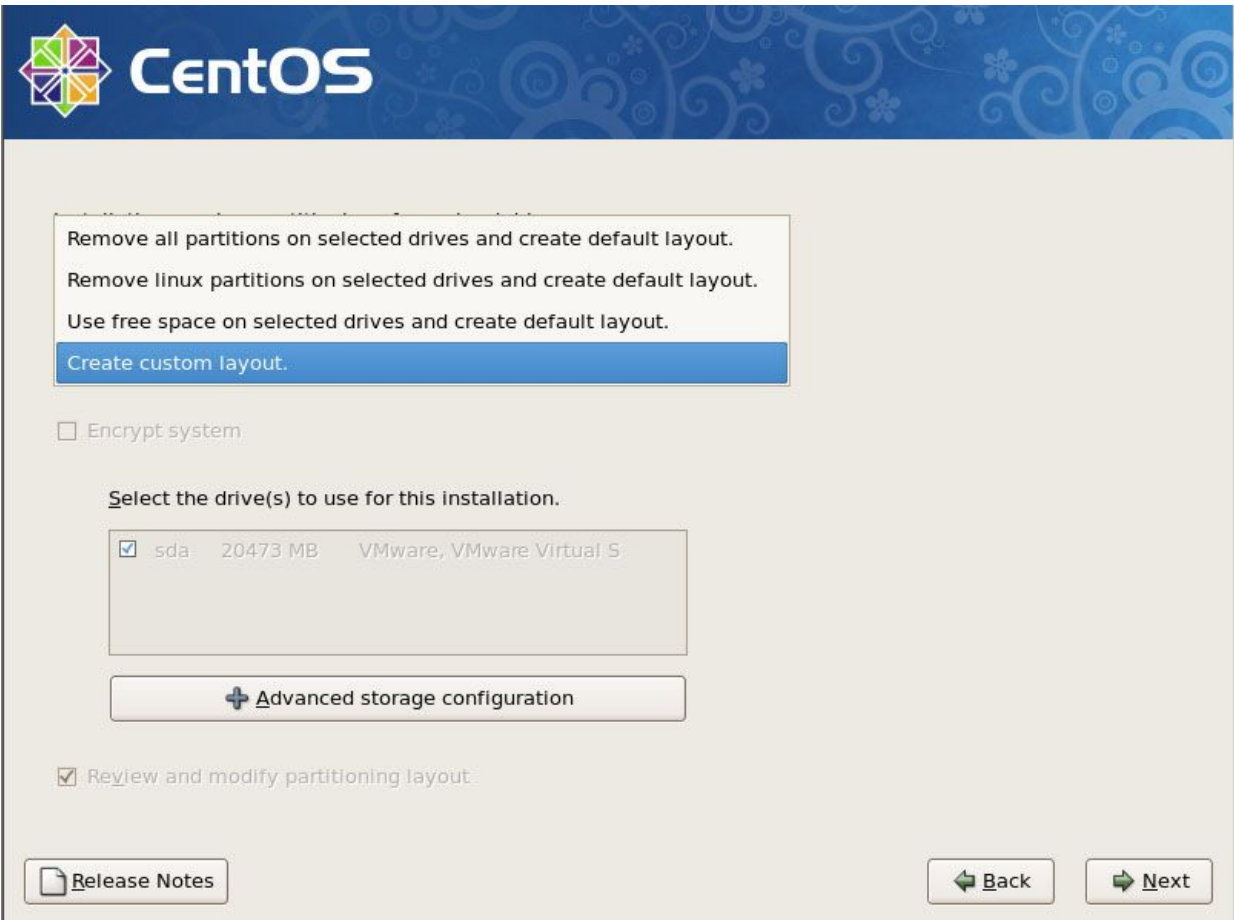 CentOS
Remove all partitions on selected drives and create default layout.
Remove linux partitions on selected drives and create default layout.
Use free space on selected drives and create default layout.
Create custom layout.
Encrypt system
Select the drive(s) to use for this installation.
sda 20473 MB VMware, VMware Virtual S
Advanced storage configuration
Review and modify partitioning layout
Release Notes
Back
Next